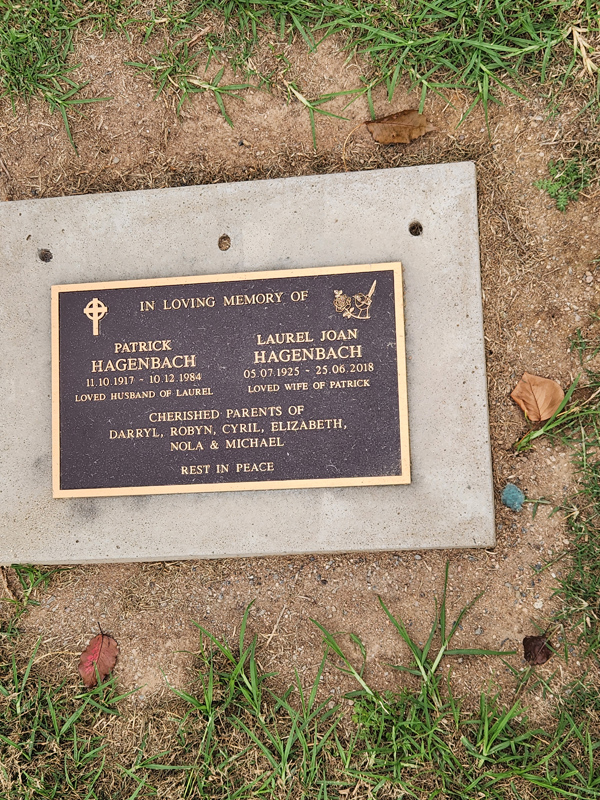 IN LOVING MEMORY OF
PATRICK
HAGENBACH
11.10.1917 - 10.12.1984
LOVED HUSBAND OF LAUREL
LAUREL JOAN
HAGENBACH
05.07.1925 - 25.06.2018
LOVED WIFE OF PATRICK
CHERISHED PARENTS OF
DARRYL, ROBYN, CYRIL, ELIZABETH,
NOLA & MICHAEL
REST IN PEACE